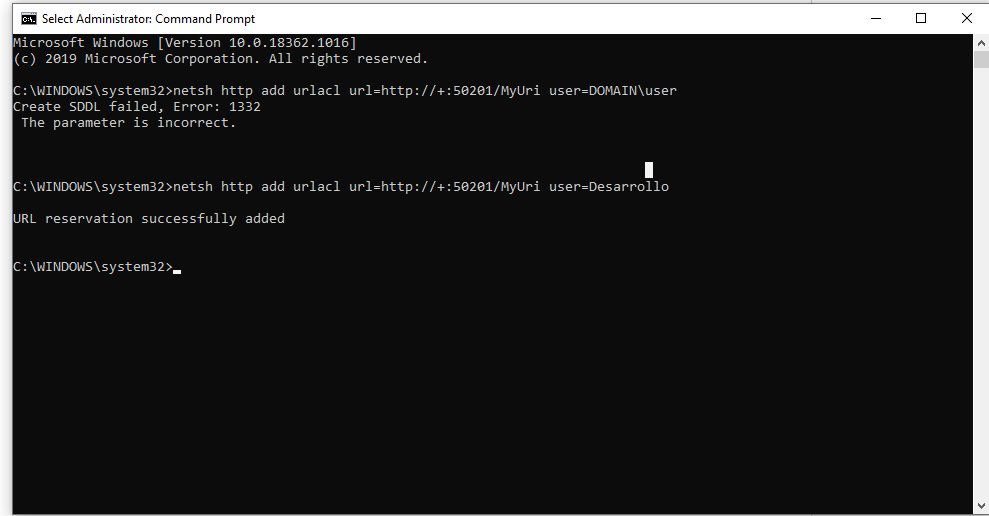 Select Administrator: Command Prompt
Microsoft Windows [Version 10.0.18362.1016]
(c) 2019 Microsoft Corporation. All rights reserved.
C:\WINDOWS\system32>netsh http add urlacl url=http://+:50201/MyUri user=DOMAIN\user
Create SDDL failed, Error: 1332
 The parameter is incorrect.
C:\WINDOWS\system32>netsh http add urlacl url=http://+:50201/MyUri user=Desarrollo
URL reservation successfully added
C:\WINDOWS\system32>